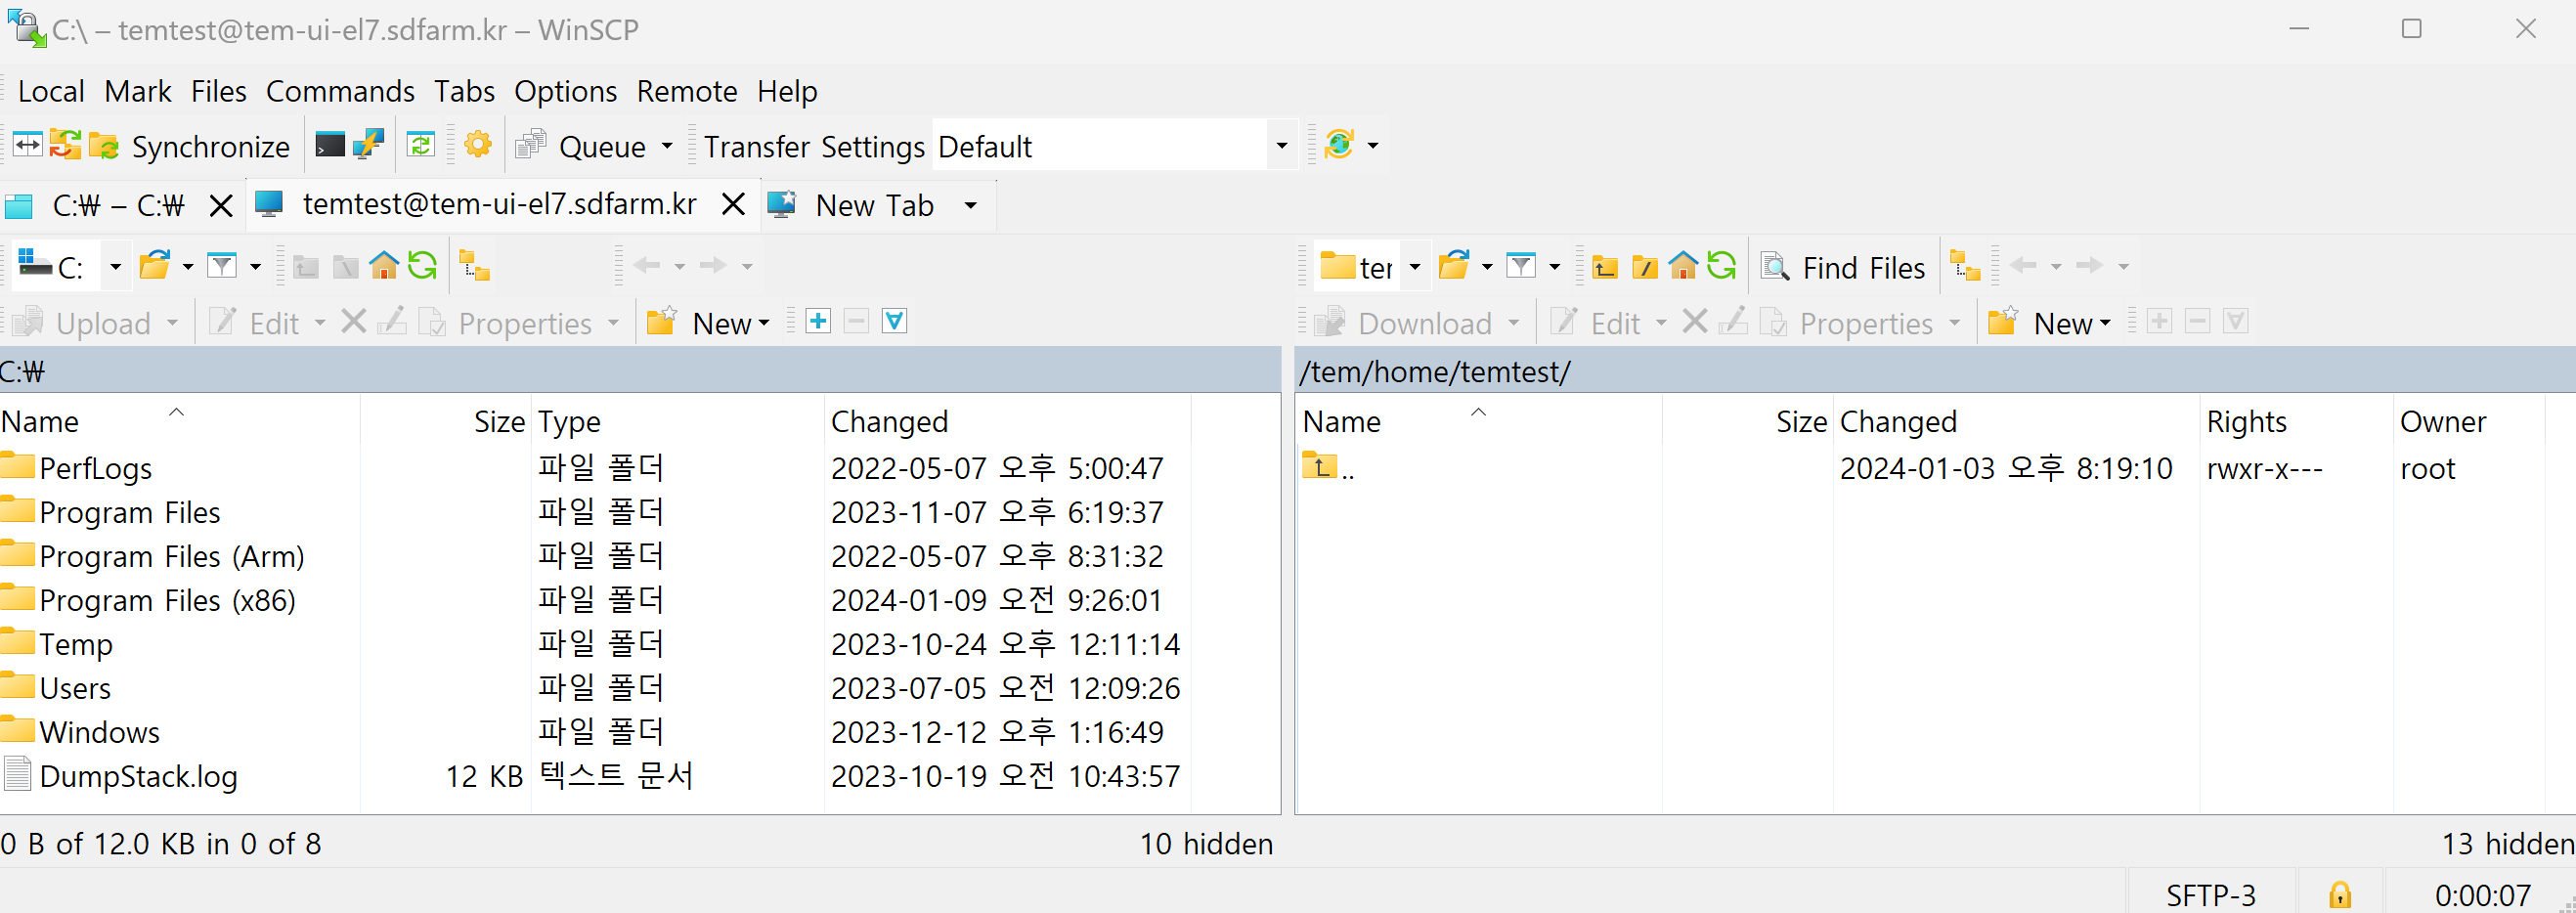 C:\ – temtest@tem-ui-el7.sdfarm.kr – WinSCP
Local Mark Files Commands Tabs Options Remote Help
Synchronize Queue Transfer Settings Default
C:₩ – C:₩ temtest@tem-ui-el7.sdfarm.kr New Tab
C: ter Find Files
Upload Edit Properties New Download Edit Properties New
C:₩ /tem/home/temtest/
Name Size Type Changed Name Size Changed Rights Owner
PerfLogs 파일 폴더 2022-05-07 오후 5:00:47 .. 2024-01-03 오후 8:19:10 rwxr-x--- root
Program Files 파일 폴더 2023-11-07 오후 6:19:37
Program Files (Arm) 파일 폴더 2022-05-07 오후 8:31:32
Program Files (x86) 파일 폴더 2024-01-09 오전 9:26:01
Temp 파일 폴더 2023-10-24 오후 12:11:14
Users 파일 폴더 2023-07-05 오전 12:09:26
Windows 파일 폴더 2023-12-12 오후 1:16:49
DumpStack.log 12 KB 텍스트 문서 2023-10-19 오전 10:43:57
0 B of 12.0 KB in 0 of 8 10 hidden 13 hidden
SFTP-3 0:00:07